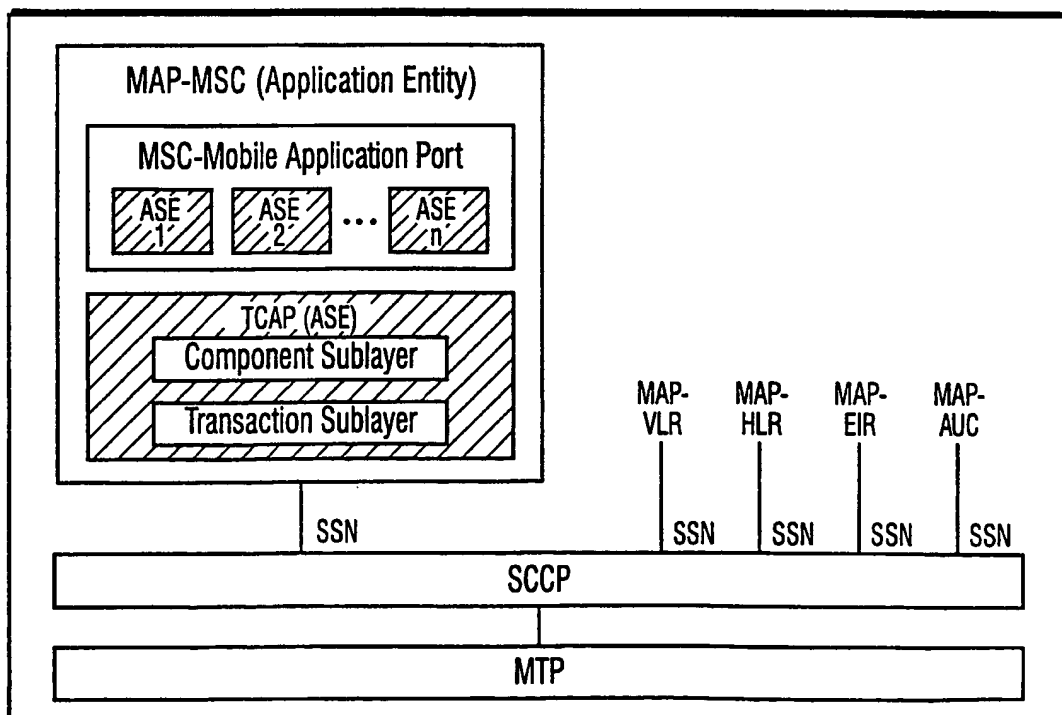 MAP-MSC (Application Entity)
MSC-Mobile Application Port
ASE
1
ASE
2
...
ASE
n
TCAP (ASE)
Component Sublayer
Transaction Sublayer
MAP-
VLR
MAP-
HLR
MAP-
EIR
MAP-
AUC
SSN
SSN
SSN
SSN
SSN
SCCP
MTP